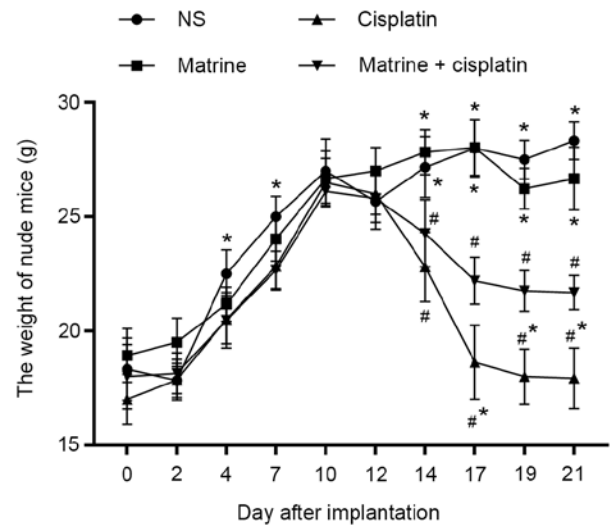 NS Cisplatin
Matrine Matrine + cisplatin
The weight of nude mice (g)
30
25
20
15
* * * *
* *
* * * *
# # # #
# #* #* #*
0 2 4 7 10 12 14 17 19 21
Day after implantation